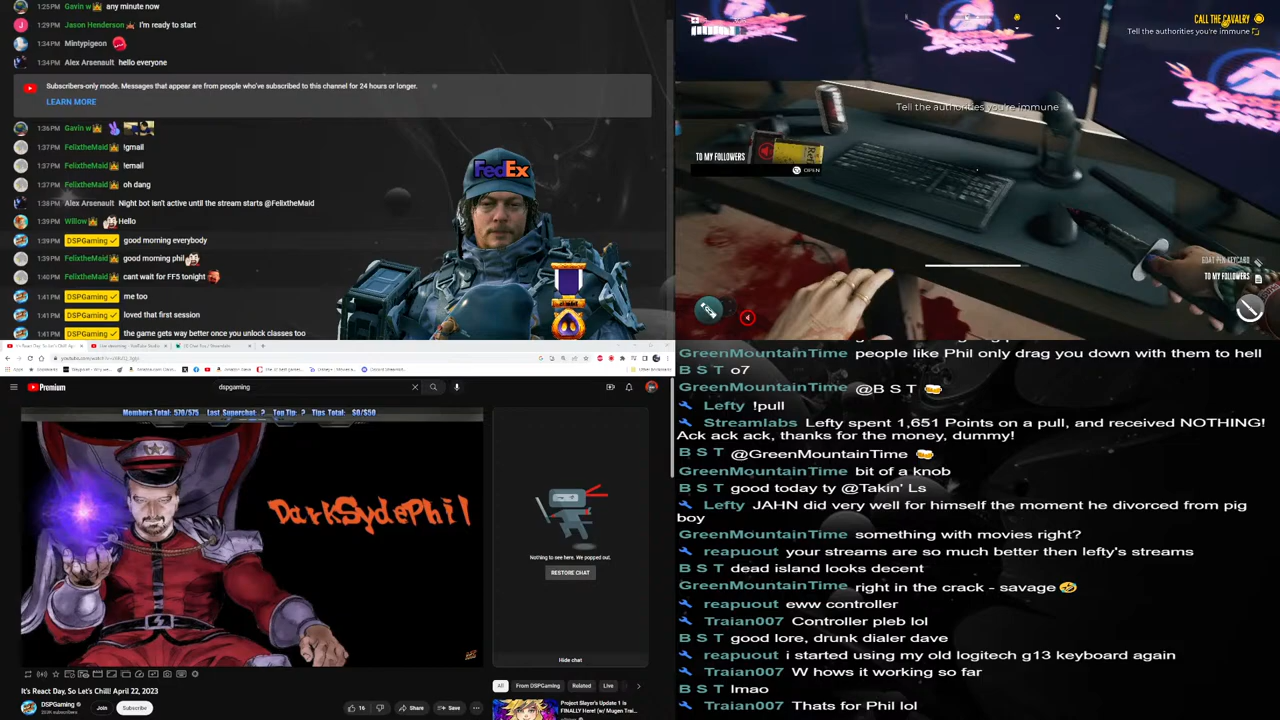 1:25PM Gavin w any minute now
1:29PM Jason Henderson I'm ready to start
1:34PM Mintypigeon
1:34PM Alex Arsenault hello everyone
Subscribers-only mode. Messages that appear are from people who've subscribed to this channel for 24 hours or longer.
LEARN MORE
1:36PM Gavin w
1:37PM FelixtheMaid !gmail
1:37PM FelixtheMaid !email
1:37PM FelixtheMaid oh dang
1:38PM Alex Arsenault Night bot isn't active until the stream starts @FelixtheMaid
1:39PM Willow Hello
1:39PM DSPGaming good morning everybody
1:39PM FelixtheMaid good morning phil
1:40PM FelixtheMaid cant wait for FF5 tonight
1:41PM DSPGaming me too
1:41PM DSPGaming loved that first session
1:41PM DSPGaming the game gets way better once you unlock classes too
FedEx
CALL THE CAVALRY
Tell the authorities you're immune
Tell the authorities you're immune
TO MY FOLLOWERS
OPEN
TO MY FOLLOWERS
Premium
dspgaming
Members Total: 570/575 Last Superchat: ? Top Tip: ? Tips Total: $0/$50
DarkSydePhil
Nothing to see here. We popped out.
RESTORE CHAT
Hide chat
It's React Day, So Let's Chill! April 22, 2023
DSPGaming
Join
Subscribe
16
Share
Save
All
From DSPGaming
Related
Live
Project Slayer's Update 1 is
FINALLY Here! (w/ Mugen Trai...
GreenMountainTime people like Phil only drag you down with them to hell
B S T o7
GreenMountainTime @B S T
Lefty !pull
Streamlabs Lefty spent 1,651 Points on a pull, and received NOTHING!
Ack ack ack, thanks for the money, dummy!
B S T @GreenMountainTime
GreenMountainTime bit of a knob
B S T good today ty @Takin' Ls
Lefty JAHN did very well for himself the moment he divorced from pig
boy
GreenMountainTime something with movies right?
reapuout your streams are so much better then lefty's streams
B S T dead island looks decent
GreenMountainTime right in the crack - savage 🤣
reapuout eww controller
Traian007 Controller pleb lol
B S T good lore, drunk dialer dave
reapuout i started using my old logitech g13 keyboard again
Traian007 W hows it working so far
B S T lmao
Traian007 Thats for Phil lol